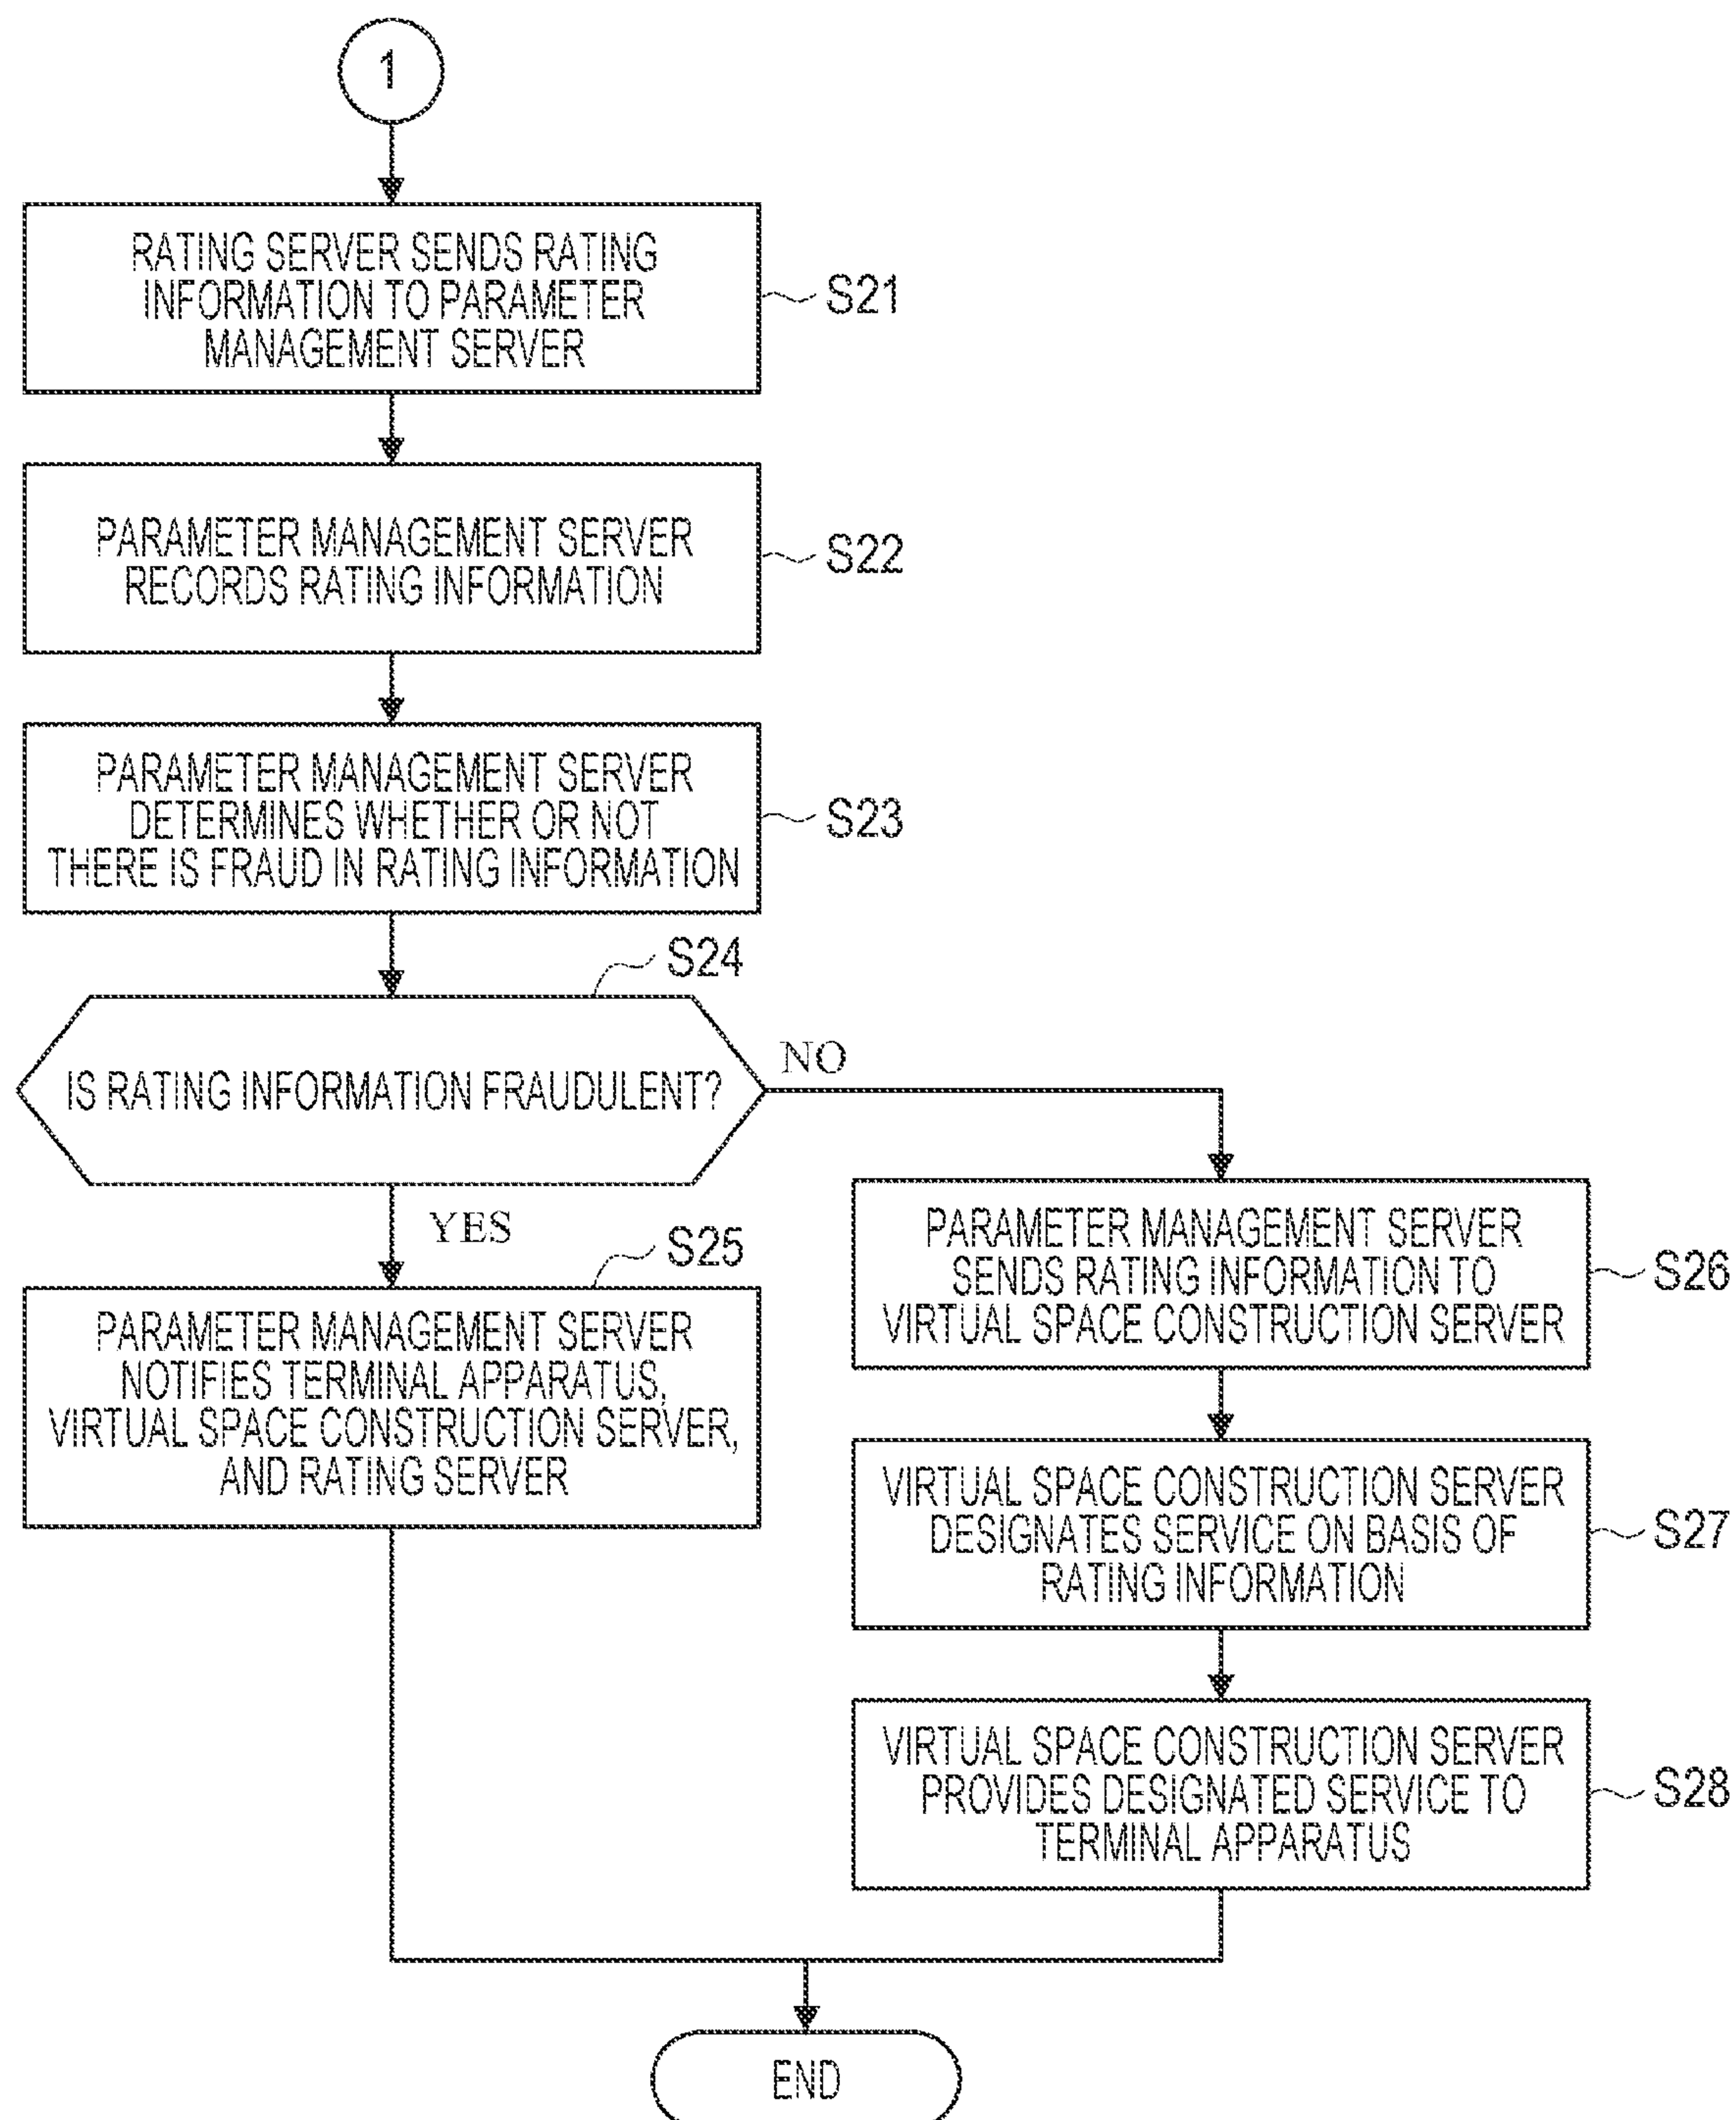 1
RATING SERVER SENDS RATING
INFORMATION TO PARAMETER
MANAGEMENT SERVER
S21
PARAMETER MANAGEMENT SERVER
RECORDS RATING INFORMATION
S22
PARAMETER MANAGEMENT SERVER
DETERMINES WHETHER OR NOT
THERE IS FRAUD IN RATING INFORMATION
S23
S24
IS RATING INFORMATION FRAUDULENT?
NO
YES
S25
PARAMETER MANAGEMENT SERVER
NOTIFIES TERMINAL APPARATUS,
VIRTUAL SPACE CONSTRUCTION SERVER,
AND RATING SERVER
PARAMETER MANAGEMENT SERVER
SENDS RATING INFORMATION TO
VIRTUAL SPACE CONSTRUCTION SERVER
S26
VIRTUAL SPACE CONSTRUCTION SERVER
DESIGNATES SERVICE ON BASIS OF
RATING INFORMATION
S27
VIRTUAL SPACE CONSTRUCTION SERVER
PROVIDES DESIGNATED SERVICE TO
TERMINAL APPARATUS
S28
END